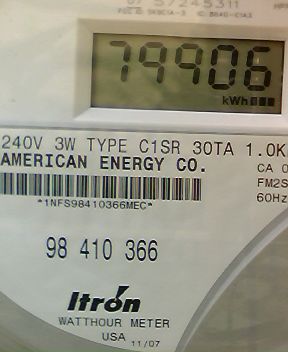 57245311
79906
kWh
240V 3W TYPE C1SR 30TA 1.0K
AMERICAN ENERGY CO.
CA 0
FM2S
60Hz
*1NFS98410366MEC*
98 410 366
Itron
WATTHOUR METER
USA 11/07